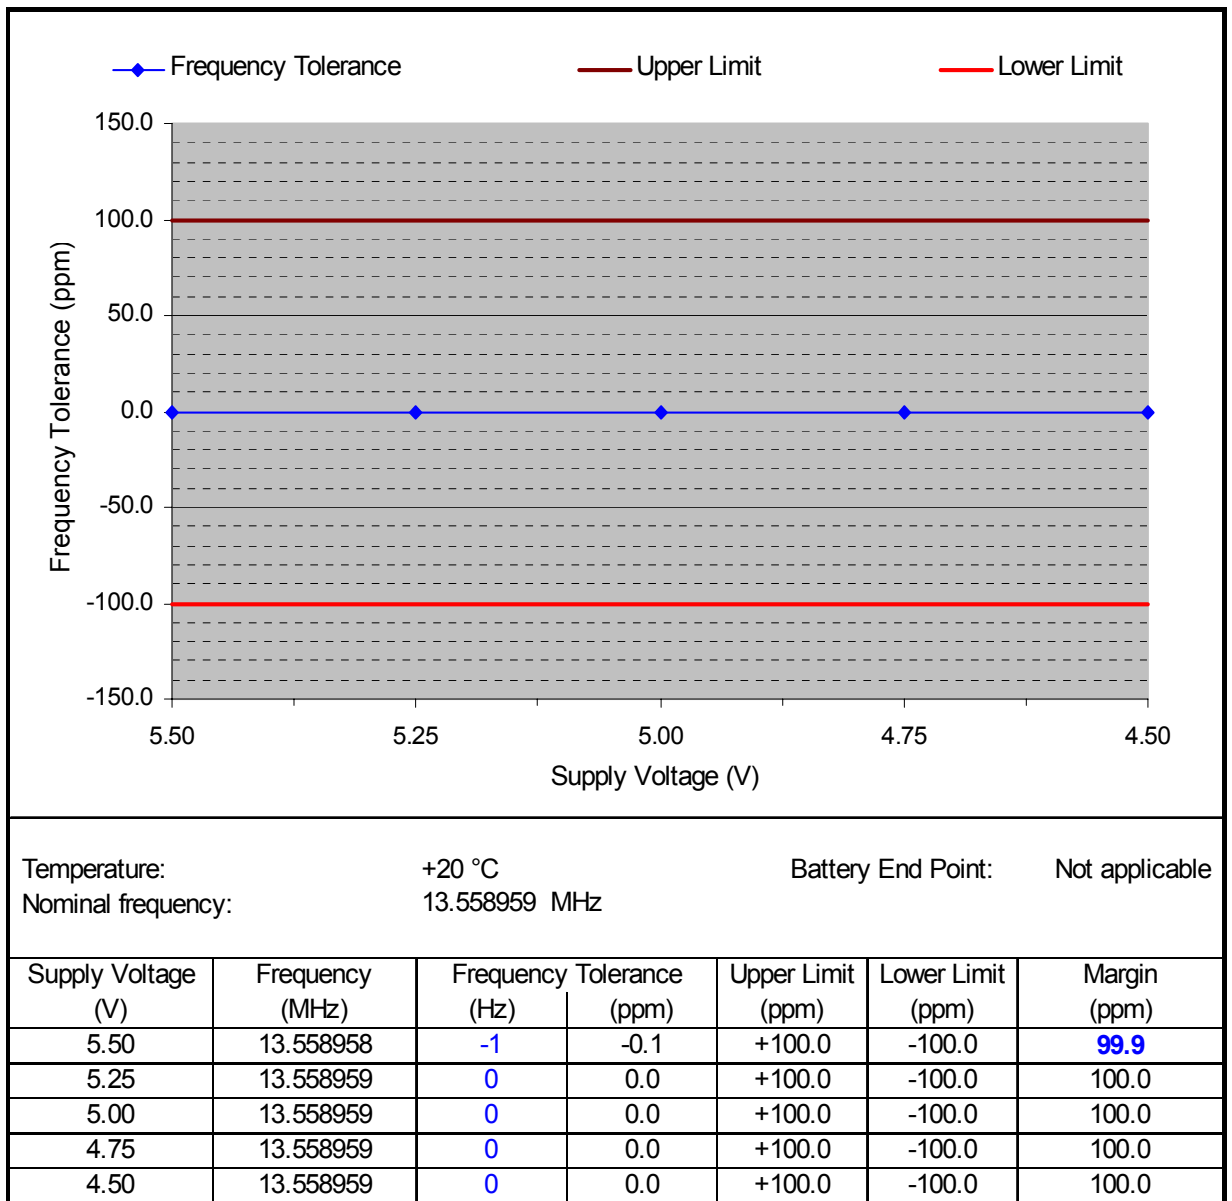 Frequency Tolerance Upper Limit Lower Limit
150.0
100.0
50.0
0.0
-50.0
-100.0
-150.0
Frequency Tolerance (ppm)
5.50 5.25 5.00 4.75 4.50
Supply Voltage (V)
Temperature: +20 °C Battery End Point: Not applicable
Nominal frequency: 13.558959 MHz
Supply Voltage Frequency Frequency Tolerance Upper Limit Lower Limit Margin
(V) (MHz) (Hz) (ppm) (ppm) (ppm) (ppm)
5.50 13.558958 -1 -0.1 +100.0 -100.0 99.9
5.25 13.558959 0 0.0 +100.0 -100.0 100.0
5.00 13.558959 0 0.0 +100.0 -100.0 100.0
4.75 13.558959 0 0.0 +100.0 -100.0 100.0
4.50 13.558959 0 0.0 +100.0 -100.0 100.0